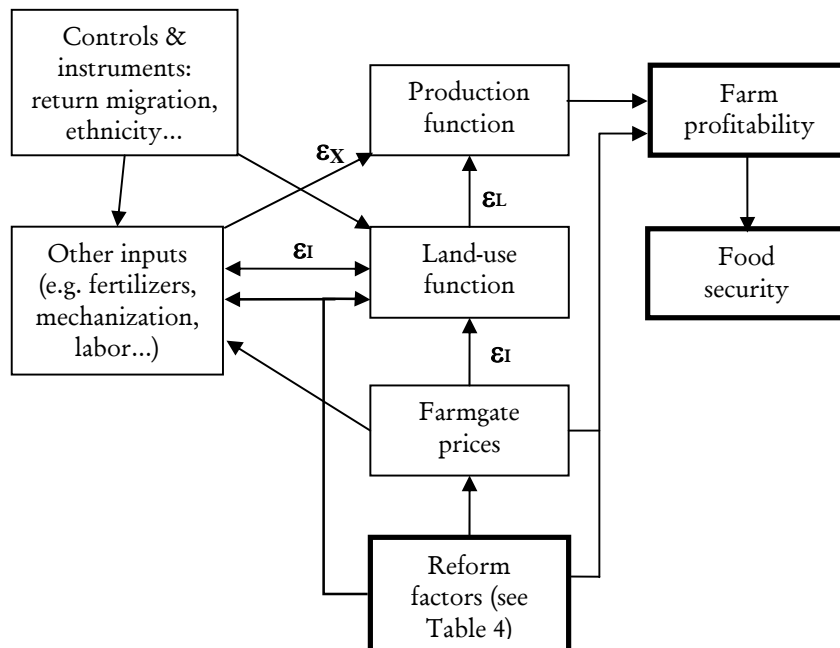 Controls &
instruments:
return migration,
ethnicity...
Production
function
Farm
profitability
εX
εL
Other inputs
(e.g. fertilizers,
mechanization,
labor...)
εI
Land-use
function
Food
security
εI
Farmgate
prices
Reform
factors (see
Table 4)